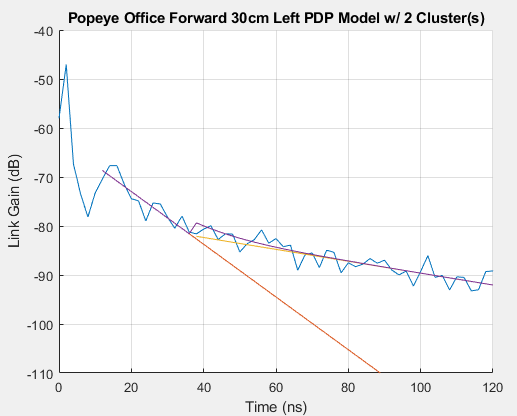 Popeye Office Forward 30cm Left PDP Model w/ 2 Cluster(s)
-40
-50
-60
-70
-80
-90
-100
-110
Link Gain (dB)
0 20 40 60 80 100 120
Time (ns)